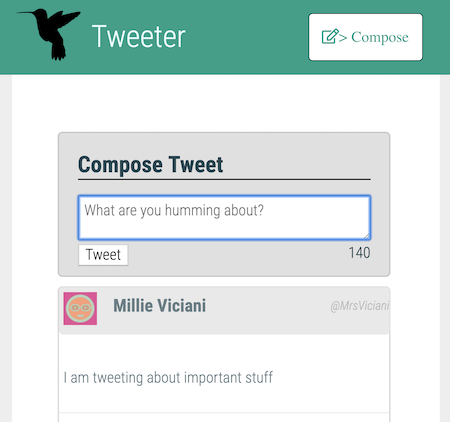 Tweeter
> Compose
Compose Tweet
What are you humming about?
Tweet 140
Millie Viciani @MrsViciani
I am tweeting about important stuff